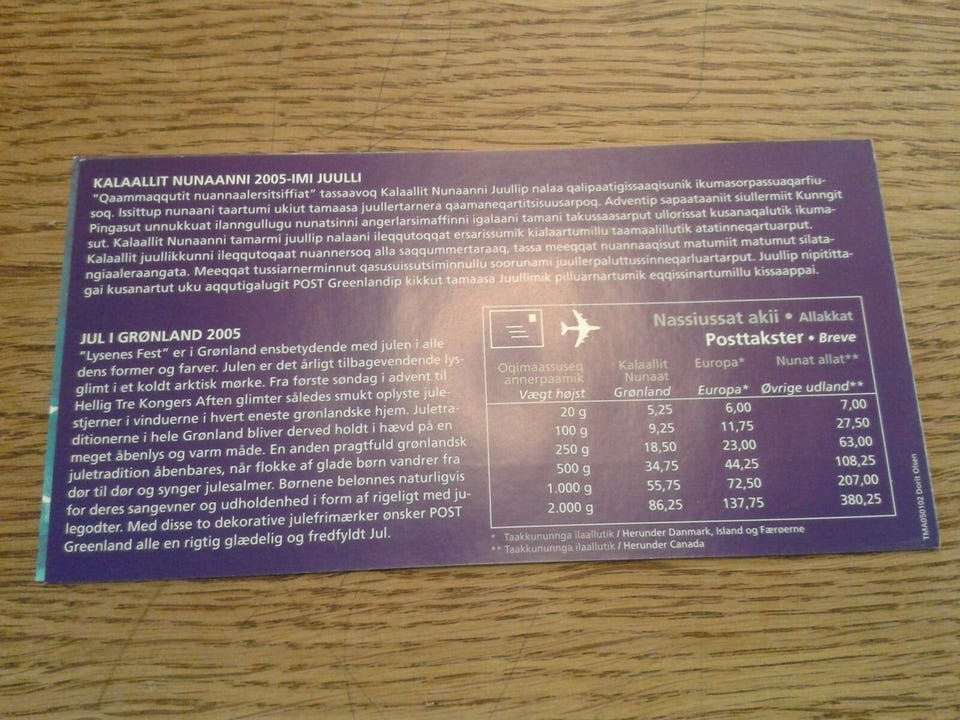 KALAALLIT NUNAANNI 2005-IMI JUULLI
"Qaammaqqutit nuannaalersitsiffiat" tassaavoq Kalaallit Nunaanni Juullip nalaa qalipaatigissaaqisunik ikumasorpassuaqarfiu-
soq. Issittup nunaani taartumi ukiut tamaasa juullertarnera qaamaneqartitsisuusarpoq. Adventip sapaataaniit siullermiit Kunngit
Pingasut unnukkuat ilanngullugu nunatsinni angerlarsimaffinni igalaani tamani takussaasarput ullorissat kusanaqalutik ikuma-
sut. Kalaallit Nunaanni tamarmi juullip nalaani ileqqutoqqat ersarissumik kialaartumillu taamaalillutik atatinneqartuarput.
Kalaallit juullikkunni ileqqutoqaat nuannersoq alla saqqummertaraaq, tassa meeqqat nuannaaqisut matumiit matumut silata-
ngiaaleraangata. Meeqqat tussiarnerminnut qasusuissutsiminnullu soorunami juullerpaluttussinneqarluartarput. Juullip nipititta-
gai kusanartut uku aqqutigalugit POST Greenlandip kikkut tamaasa Juullimik pilluarnartumik eqqissinartumillu kissaappai.
JUL I GRØNLAND 2005
"Lysenes Fest" er i Grønland ensbetydende med julen i alle
dens former og farver. Julen er det årligt tilbagevendende lys-
glimt i et koldt arktisk mørke. Fra første søndag i advent til
Hellig Tre Kongers Aften glimter således smukt oplyste jule-
stjerner i vinduerne i hvert eneste grønlandske hjem. Juletra-
ditionerne i hele Grønland bliver derved holdt i hævd på en
meget åbenlys og varm måde. En anden pragtfuld grønlandsk
juletradition åbenbares, når flokke af glade børn vandrer fra
dør til dør og synger julesalmer. Børnene belønnes naturligvis
for deres sangevner og udholdenhed i form af rigeligt med ju-
legodter. Med disse to dekorative julefrimærker ønsker POST
Greenland alle en rigtig glædelig og fredfyldt Jul.
Nassiussat akii • Allakkat
Posttakster • Breve
Oqimaassuseq Kalaallit Europa* Nunat allat**
annerpaamik Nunaat
Vægt højst Grønland Europa* Øvrige udland**
20 g 5,25 6,00 7,00
100 g 9,25 11,75 27,50
250 g 18,50 23,00 63,00
500 g 34,75 44,25 108,25
1.000 g 55,75 72,50 207,00
2.000 g 86,25 137,75 380,25
* Taakkununnga ilaallutik / Herunder Danmark, Island og Færøerne
** Taakkununnga ilaallutik / Herunder Canada
TMA050102 Dorit Olsen